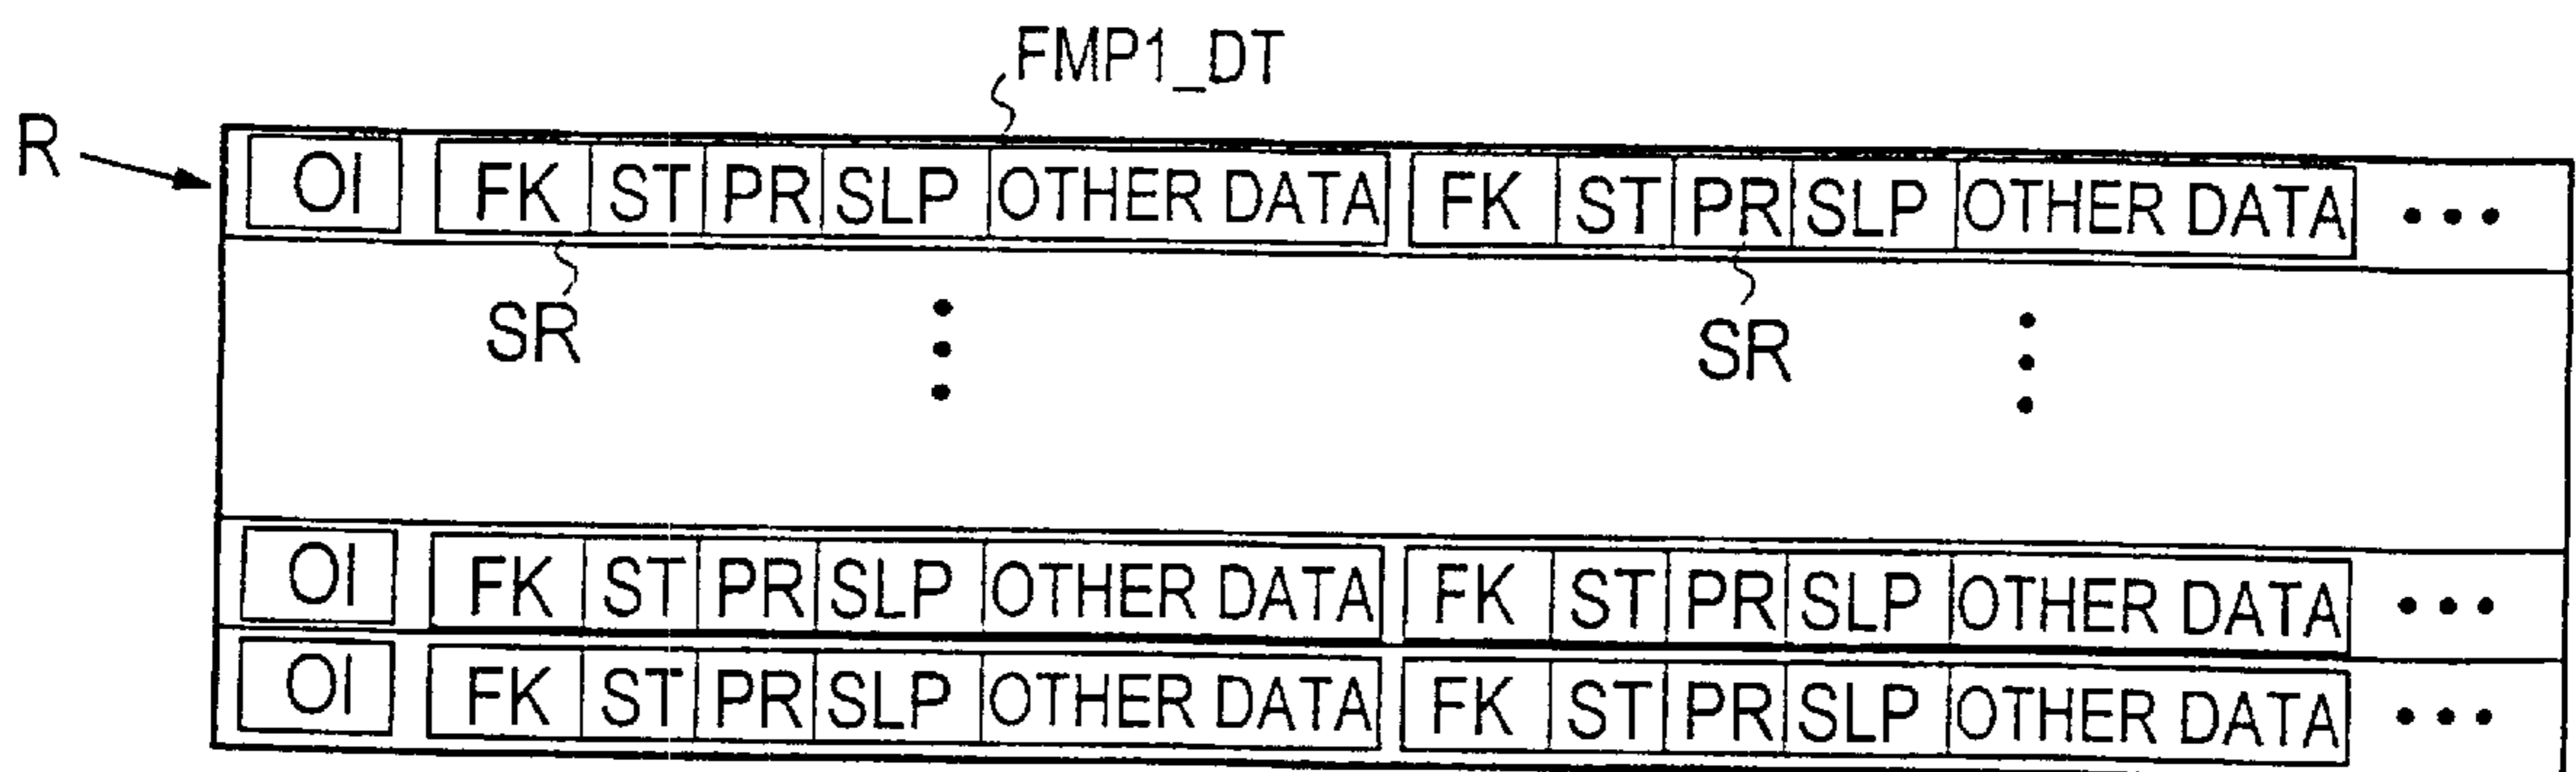 FMP1_DT
R
OI FK ST PR SLP OTHER DATA FK ST PR SLP OTHER DATA •••
SR SR
OI FK ST PR SLP OTHER DATA FK ST PR SLP OTHER DATA •••
OI FK ST PR SLP OTHER DATA FK ST PR SLP OTHER DATA •••